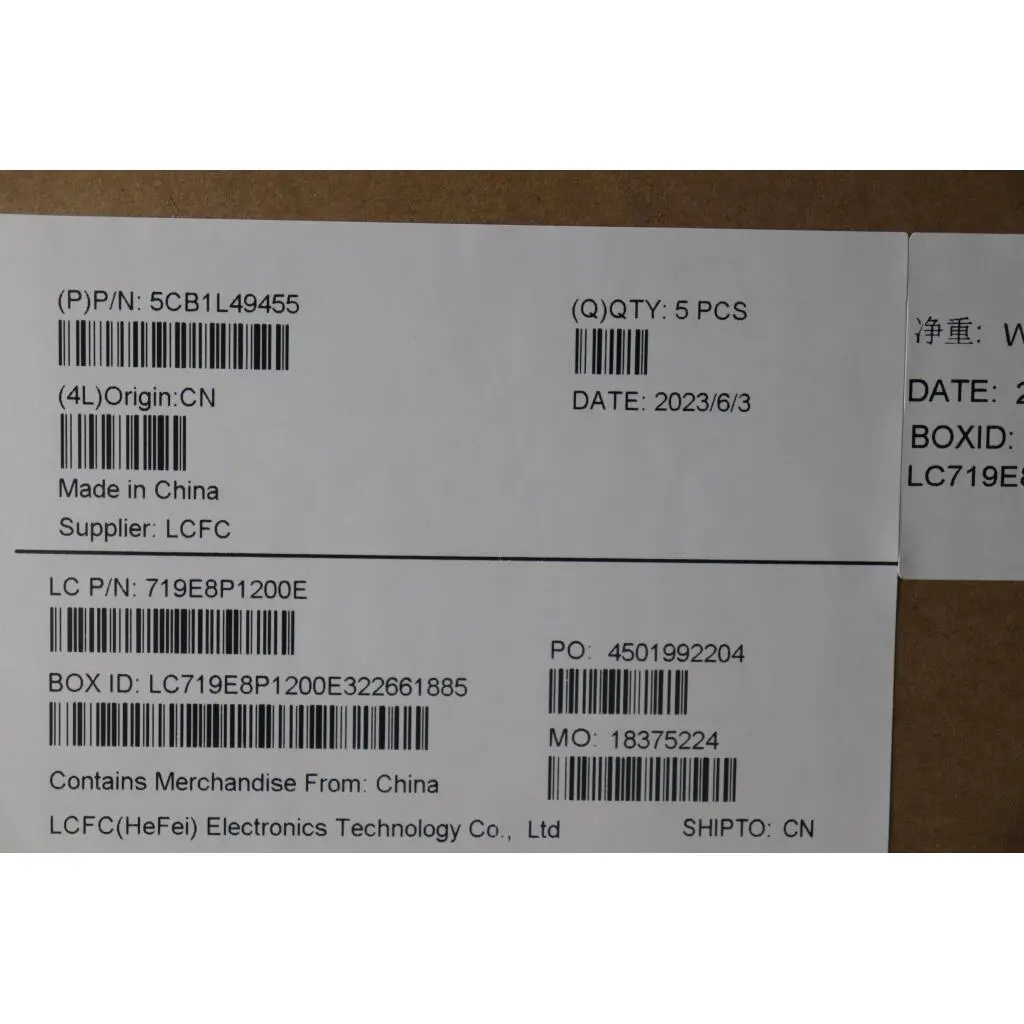 (P)P/N: 5CB1L49455
(Q)QTY: 5 PCS
(4L)Origin:CN
DATE: 2023/6/3
Made in China
Supplier: LCFC
LC P/N: 719E8P1200E
PO: 4501992204
BOX ID: LC719E8P1200E322661885
MO: 18375224
Contains Merchandise From: China
LCFC(HeFei) Electronics Technology Co., Ltd
SHIPTO: CN
净重:
DATE: 2
BOXID:
LC719E8